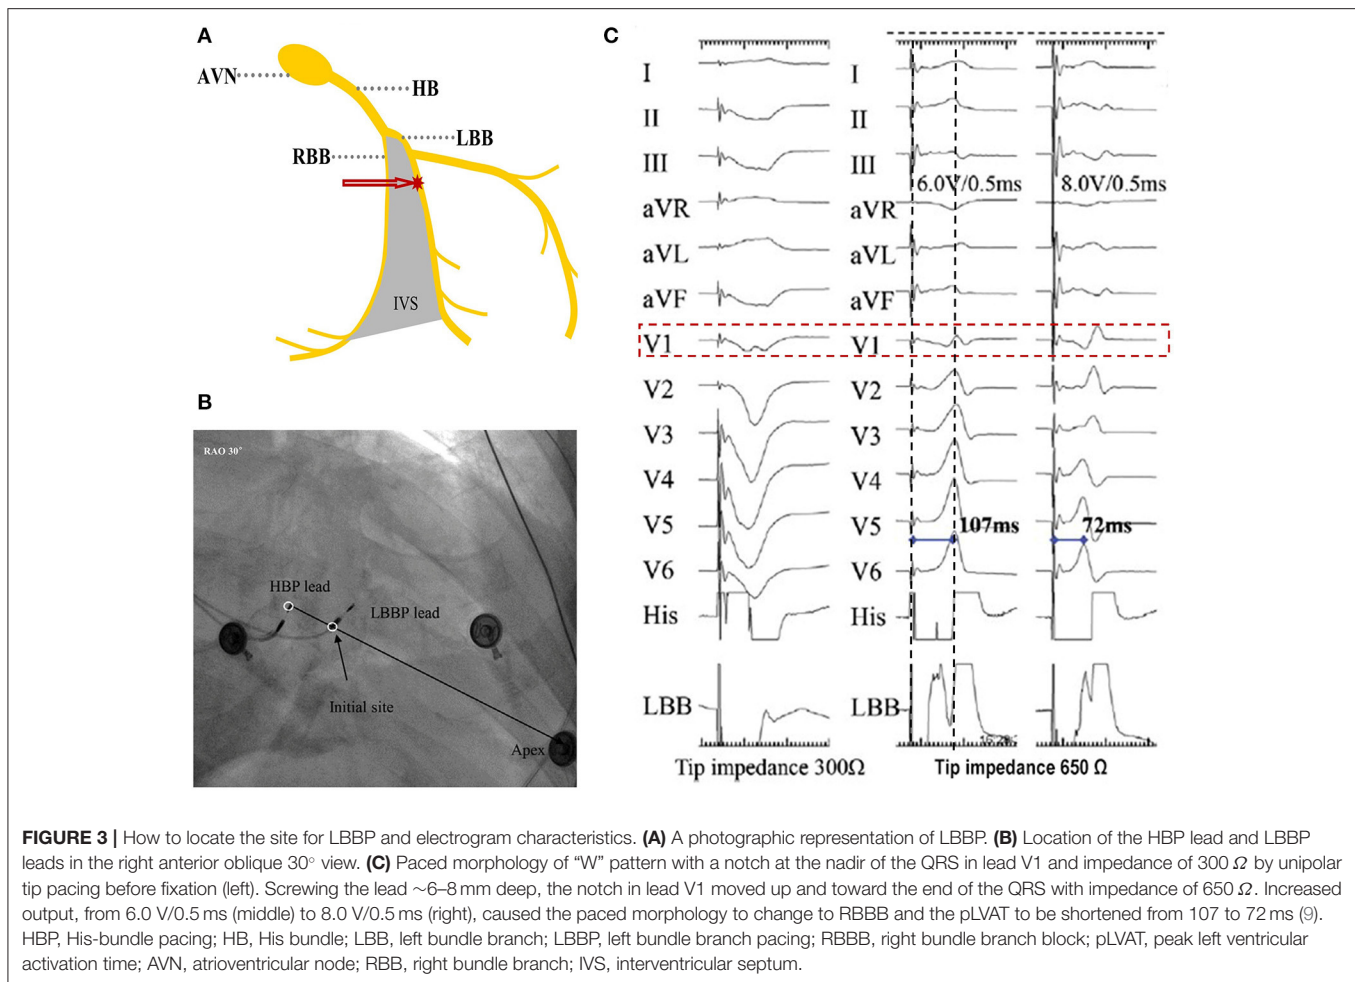 A
AVN
HB
LBB
RBB
IVS
B
RAO 30°
HBP lead
LBBP lead
Initial site
Apex
C
I
II
III
aVR
aVL
aVF
V1
V2
V3
V4
V5
V6
His
LBB
Tip impedance 300Ω
I
II
III
6.0V/0.5ms
8.0V/0.5ms
aVR
aVL
aVF
V1
V2
V3
V4
V5
107ms
72ms
V6
His
LBB
Tip impedance 650 Ω
FIGURE 3 | How to locate the site for LBBP and electrogram characteristics. (A) A photographic representation of LBBP. (B) Location of the HBP lead and LBBP
leads in the right anterior oblique 30° view. (C) Paced morphology of “W” pattern with a notch at the nadir of the QRS in lead V1 and impedance of 300 Ω by unipolar
tip pacing before fixation (left). Screwing the lead ∼6–8 mm deep, the notch in lead V1 moved up and toward the end of the QRS with impedance of 650 Ω. Increased
output, from 6.0 V/0.5 ms (middle) to 8.0 V/0.5 ms (right), caused the paced morphology to change to RBBB and the pLVAT to be shortened from 107 to 72 ms (9).
HBP, His-bundle pacing; HB, His bundle; LBB, left bundle branch; LBBP, left bundle branch pacing; RBBB, right bundle branch block; pLVAT, peak left ventricular
activation time; AVN, atrioventricular node; RBB, right bundle branch; IVS, interventricular septum.